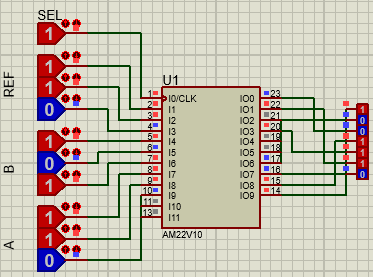 SEL
1
U1
REF
1
1
0
B
1
0
1
A
1
1
0
1 I0/CLK IO0 23
2 I1 IO1 22
3 I2 IO2 21
4 I3 IO3 20
5 I4 IO4 19
6 I5 IO5 18
7 I6 IO6 17
8 I7 IO7 16
9 I8 IO8 15
10 I9 IO9 14
11 I10
13 I11
AM22V10
1
0
0
1
1
1
0